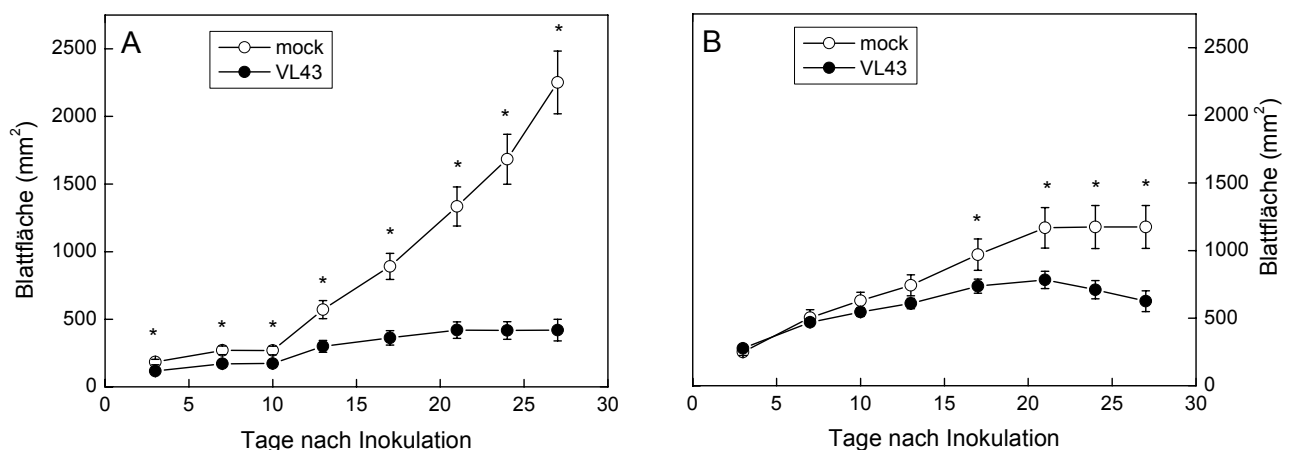 A
mock
VL43
2500
2000
1500
1000
500
0
Blattfläche (mm²)
0 5 10 15 20 25 30
Tage nach Inokulation
* * * * * * * *
B
mock
VL43
2500
2000
1500
1000
500
0
Blattfläche (mm²)
0 5 10 15 20 25 30
Tage nach Inokulation
* * * *